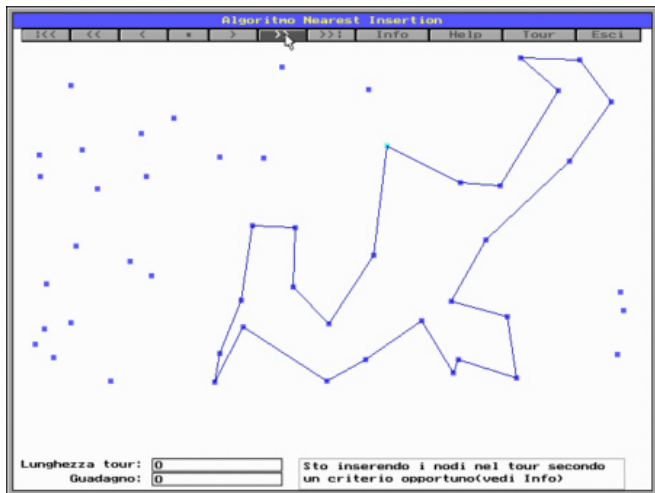 Algoritmo Nearest Insertion
|<< << < • > >> >>| Info Help Tour Esci
Lunghezza tour: 0
Guadagno: 0
Sto inserendo i nodi nel tour secondo
un criterio opportuno(vedi Info)